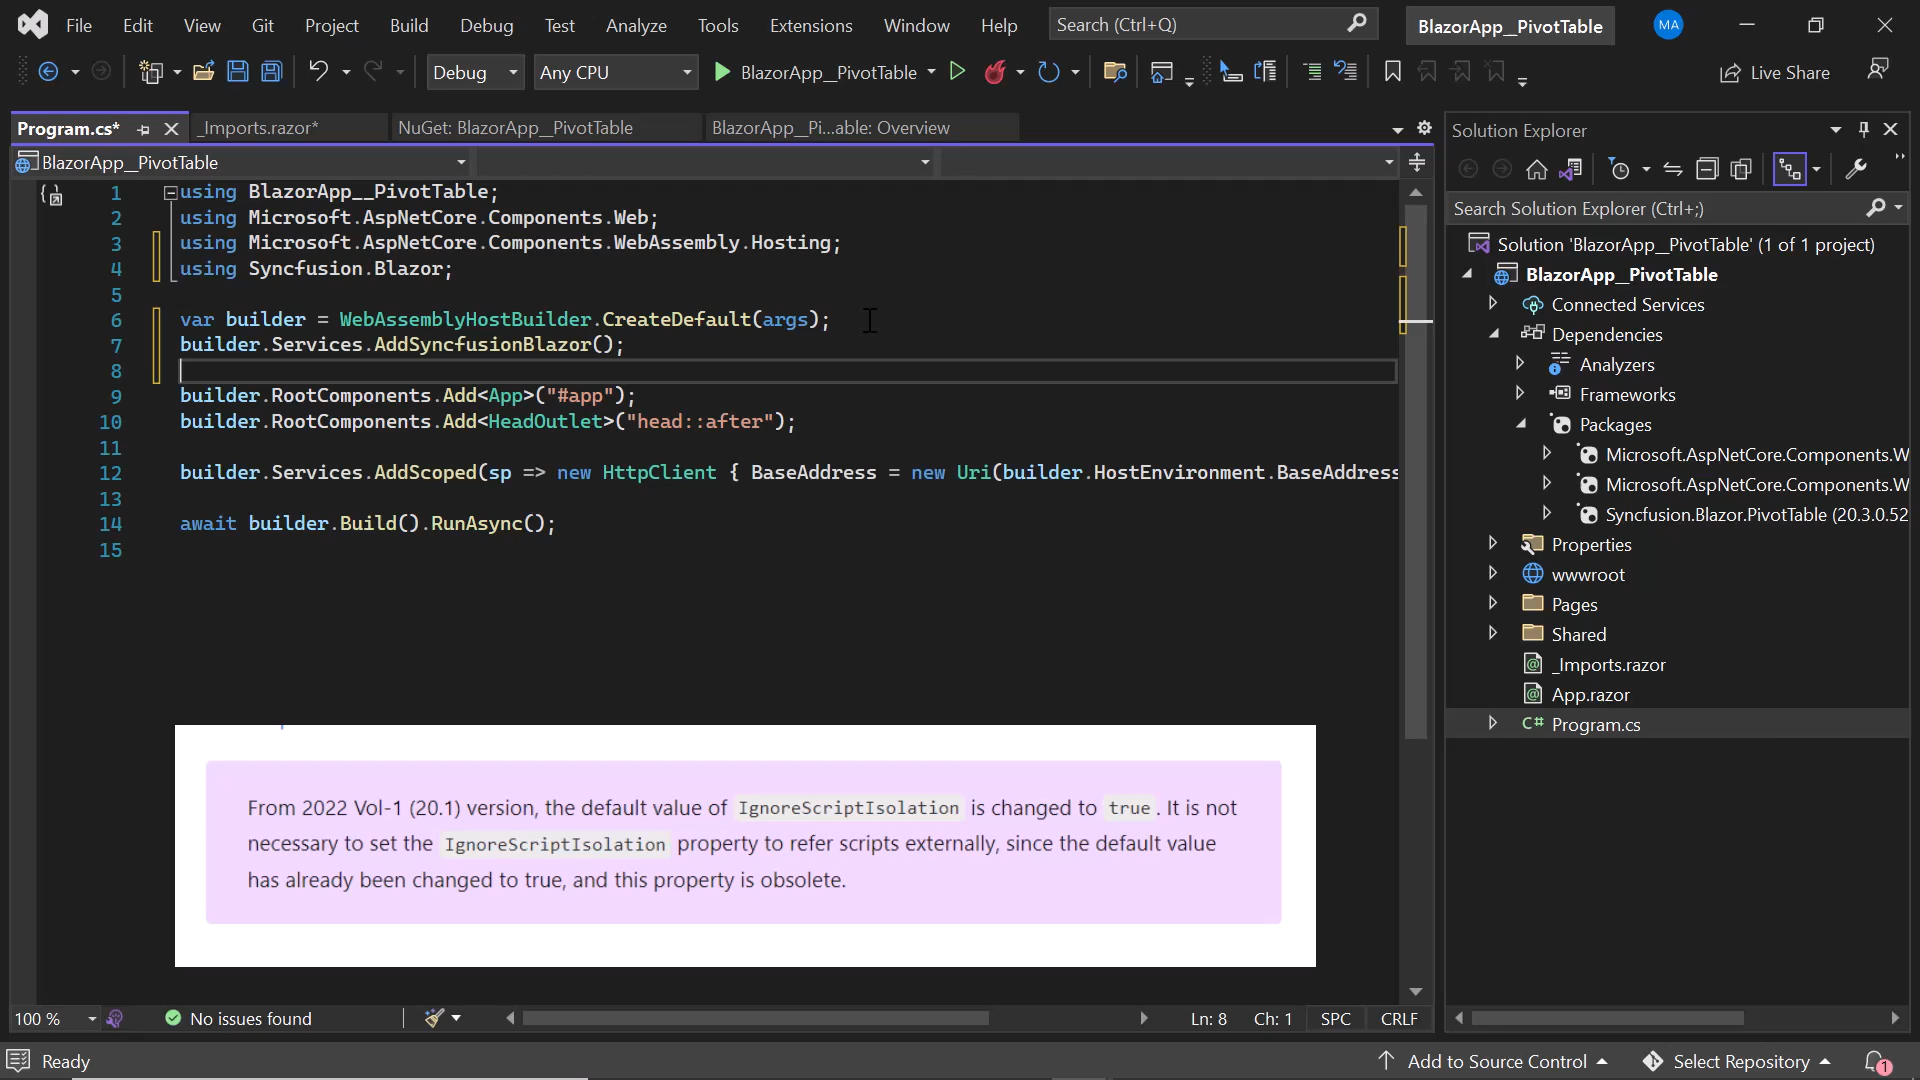 File Edit View Git Project Build Debug Test Analyze Tools Extensions Window Help Search (Ctrl+Q) BlazorApp__PivotTable MA
Debug Any CPU BlazorApp__PivotTable Live Share
Program.cs* _Imports.razor* NuGet: BlazorApp__PivotTable BlazorApp__Pi...able: Overview
BlazorApp__PivotTable
1 using BlazorApp__PivotTable;
2 using Microsoft.AspNetCore.Components.Web;
3 using Microsoft.AspNetCore.Components.WebAssembly.Hosting;
4 using Syncfusion.Blazor;
5
6 var builder = WebAssemblyHostBuilder.CreateDefault(args);
7 builder.Services.AddSyncfusionBlazor();
8
9 builder.RootComponents.Add<App>("#app");
10 builder.RootComponents.Add<HeadOutlet>("head::after");
11
12 builder.Services.AddScoped(sp => new HttpClient { BaseAddress = new Uri(builder.HostEnvironment.BaseAddress
13
14 await builder.Build().RunAsync();
15
From 2022 Vol-1 (20.1) version, the default value of IgnoreScriptIsolation is changed to true. It is not
necessary to set the IgnoreScriptIsolation property to refer scripts externally, since the default value
has already been changed to true, and this property is obsolete.
100 % No issues found Ln: 8 Ch: 1 SPC CRLF
Solution Explorer
Search Solution Explorer (Ctrl+;)
Solution 'BlazorApp__PivotTable' (1 of 1 project)
BlazorApp__PivotTable
Connected Services
Dependencies
Analyzers
Frameworks
Packages
Microsoft.AspNetCore.Components.W
Microsoft.AspNetCore.Components.W
Syncfusion.Blazor.PivotTable (20.3.0.52
Properties
wwwroot
Pages
Shared
_Imports.razor
App.razor
C# Program.cs
Ready Add to Source Control Select Repository 1